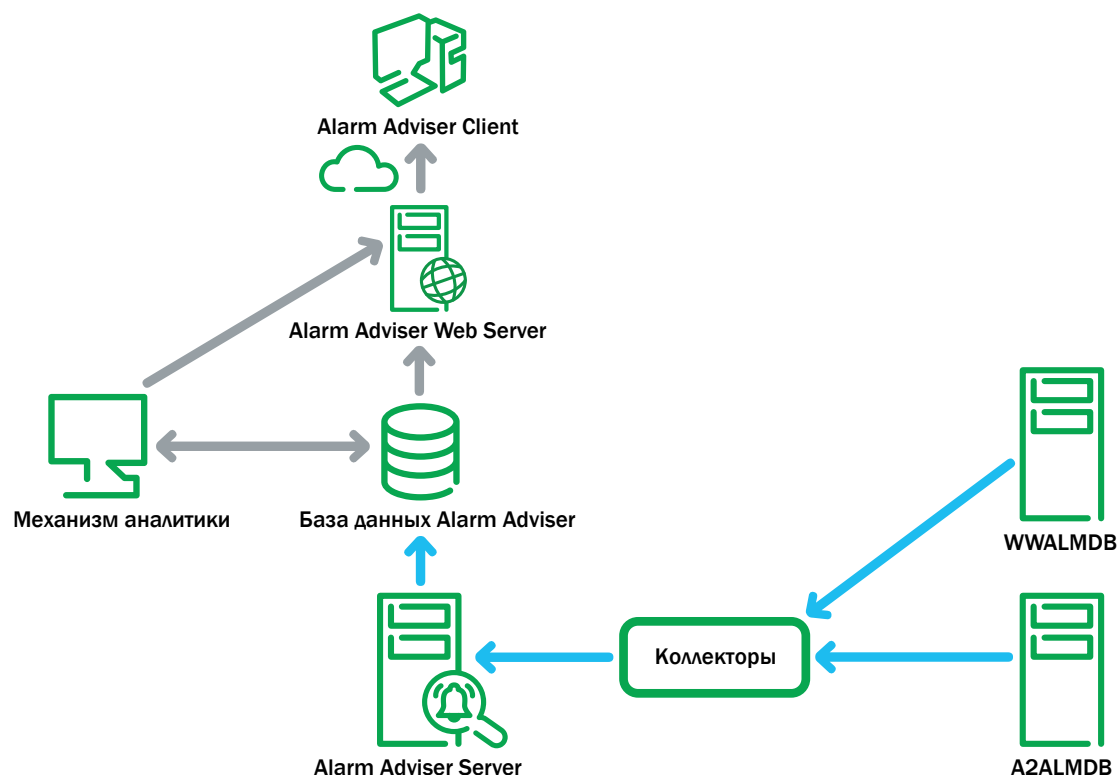 Alarm Adviser Client
Alarm Adviser Web Server
Механизм аналитики
База данных Alarm Adviser
WWALMDB
Коллекторы
Alarm Adviser Server
A2ALMDB